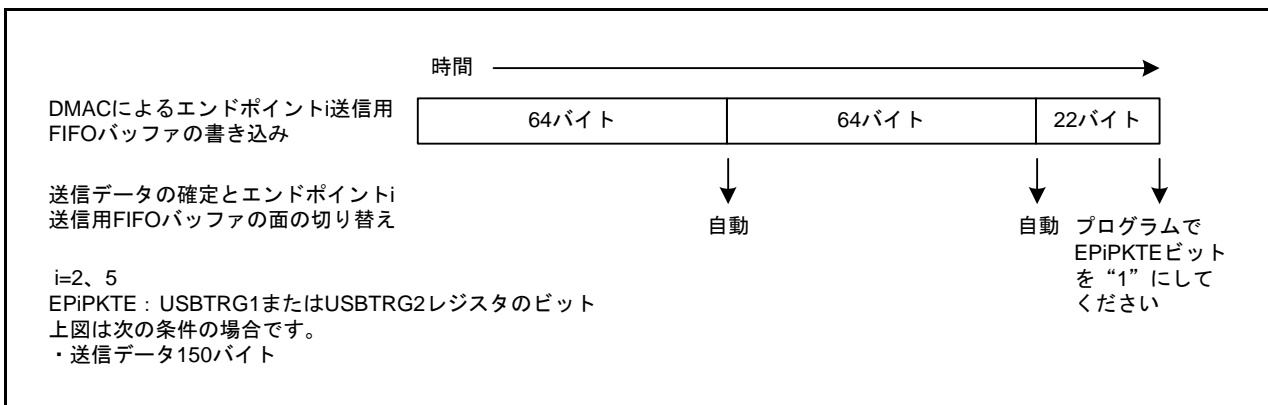 時間
DMACによるエンドポイントi送信用
FIFOバッファの書き込み
64バイト
64バイト
22バイト
送信データの確定とエンドポイントi
送信用FIFOバッファの面の切り替え
自動
自動
プログラムで
EPiPKTEビット
を“1”にして
ください
i=2、5
EPiPKTE:USBTRG1またはUSBTRG2レジスタのビット
上図は次の条件の場合です。
・送信データ150バイト